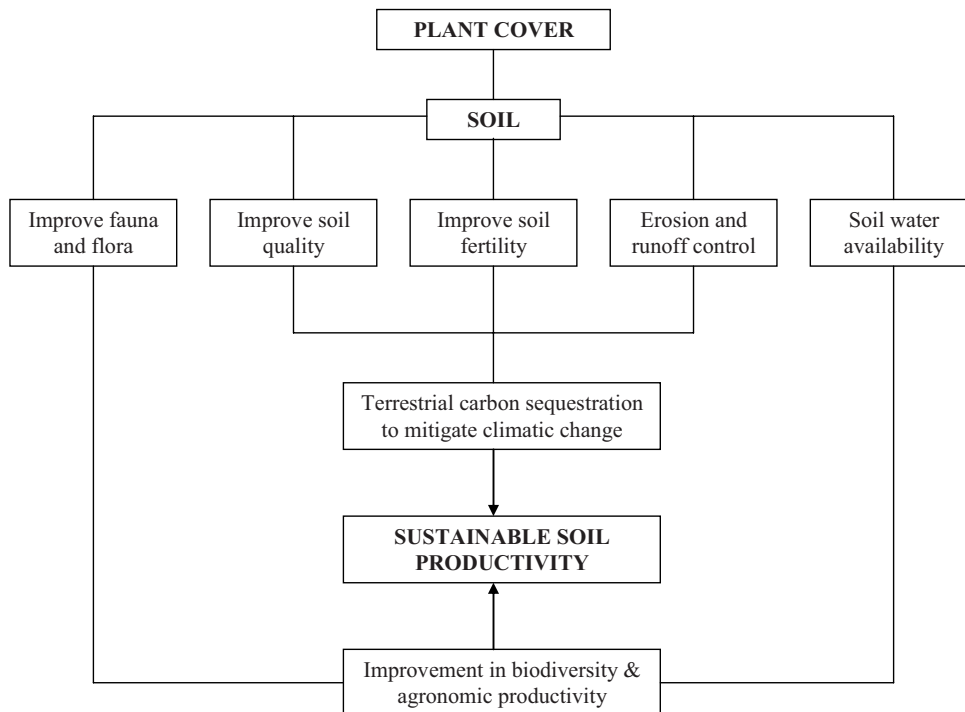 PLANT COVER
SOIL
Improve fauna
and flora
Improve soil
quality
Improve soil
fertility
Erosion and
runoff control
Soil water
availability
Terrestrial carbon sequestration
to mitigate climatic change
SUSTAINABLE SOIL
PRODUCTIVITY
Improvement in biodiversity &
agronomic productivity